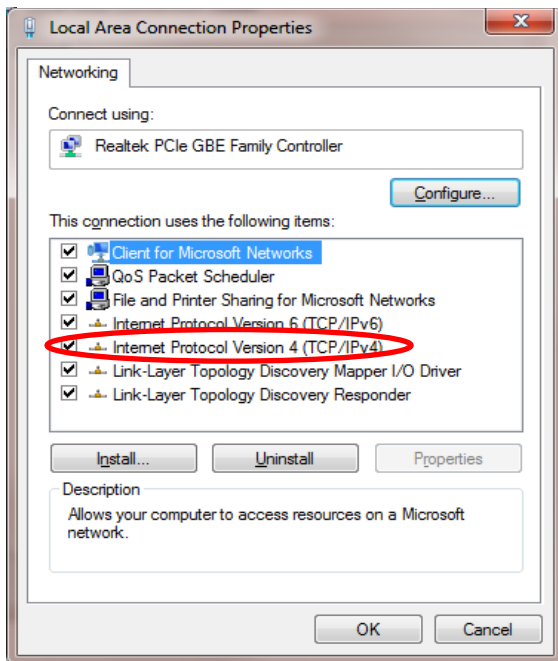 Local Area Connection Properties
Networking
Connect using:
Realtek PCIe GBE Family Controller
Configure...
This connection uses the following items:
Client for Microsoft Networks
QoS Packet Scheduler
File and Printer Sharing for Microsoft Networks
Internet Protocol Version 6 (TCP/IPv6)
Internet Protocol Version 4 (TCP/IPv4)
Link-Layer Topology Discovery Mapper I/O Driver
Link-Layer Topology Discovery Responder
Install... Uninstall Properties
Description
Allows your computer to access resources on a Microsoft
network.
OK Cancel